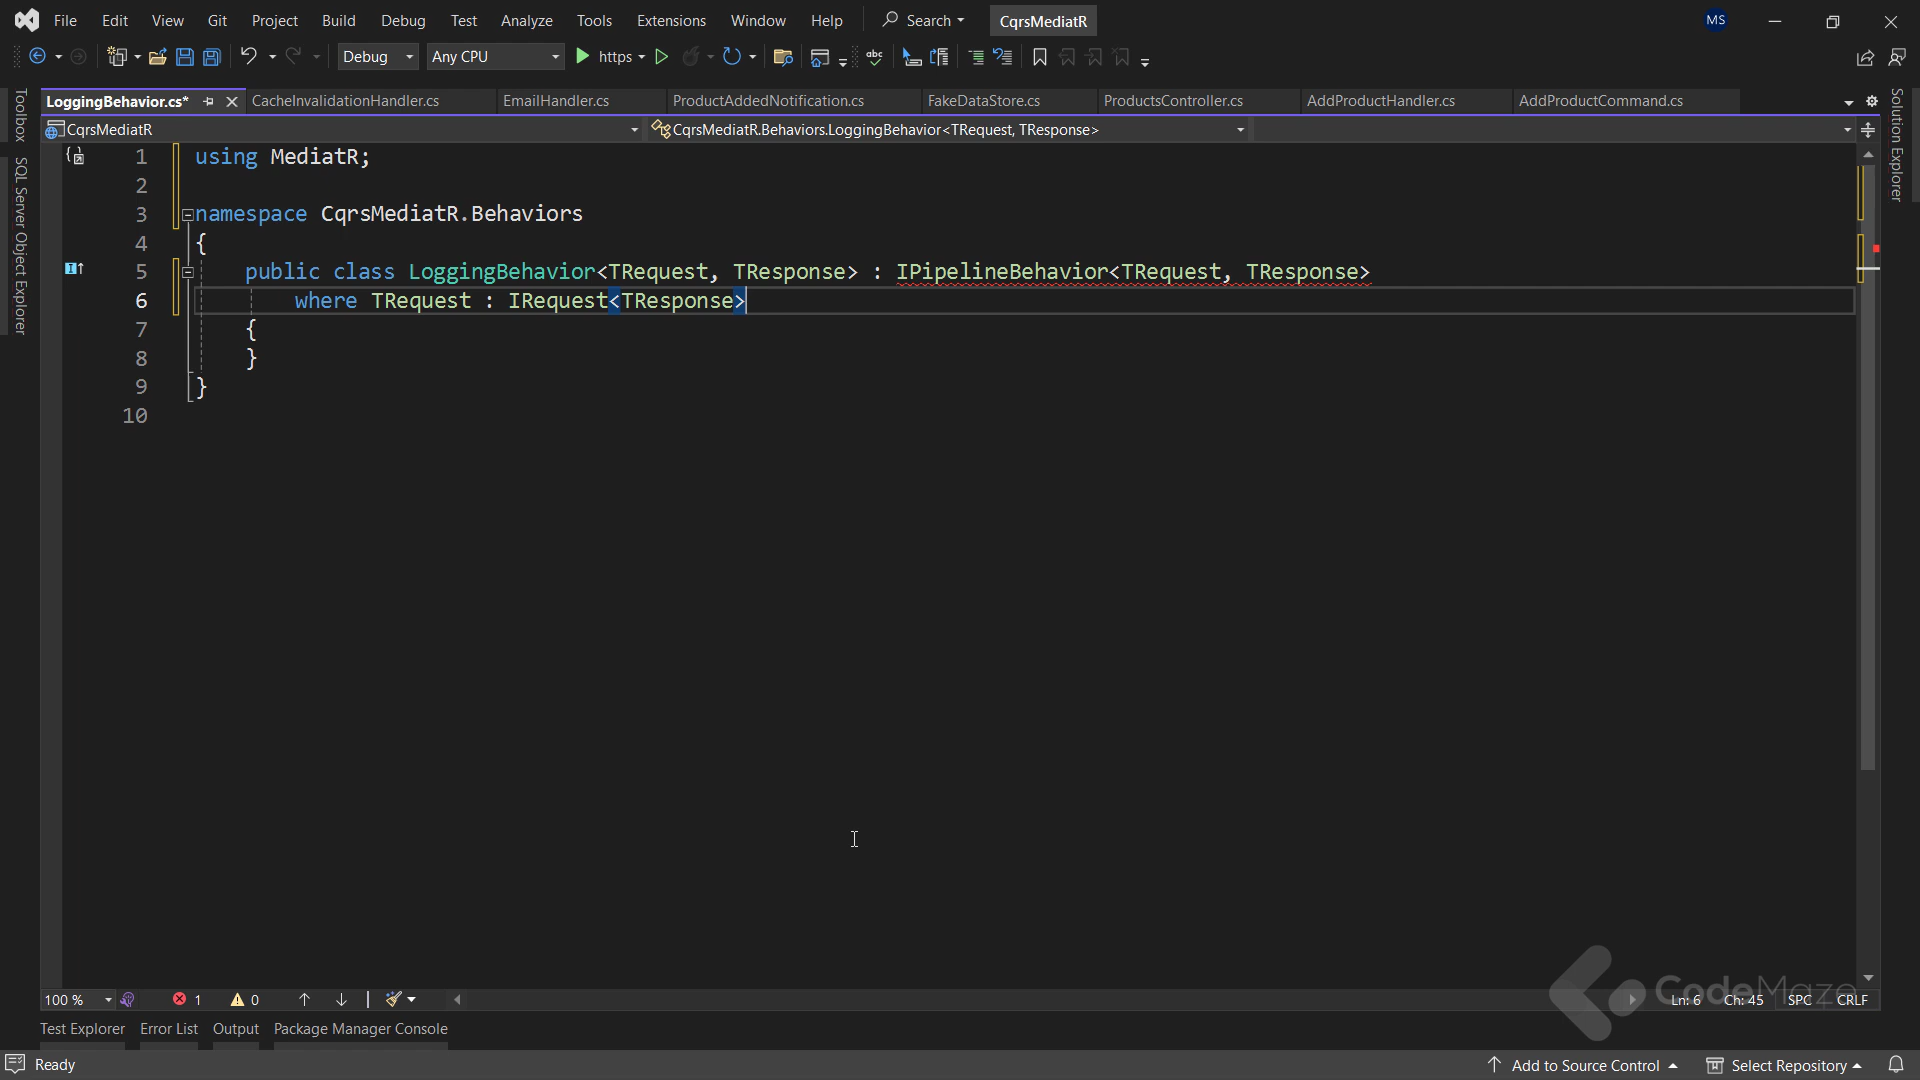 File Edit View Git Project Build Debug Test Analyze Tools Extensions Window Help Search CqrsMediatR MS
Debug Any CPU https abc
LoggingBehavior.cs* CacheInvalidationHandler.cs EmailHandler.cs ProductAddedNotification.cs FakeDataStore.cs ProductsController.cs AddProductHandler.cs AddProductCommand.cs
CqrsMediatR CqrsMediatR.Behaviors.LoggingBehavior<TRequest, TResponse>
Toolbox
SQL Server Object Explorer
Solution Explorer
1 using MediatR;
2
3 namespace CqrsMediatR.Behaviors
4 {
5 public class LoggingBehavior<TRequest, TResponse> : IPipelineBehavior<TRequest, TResponse>
6 where TRequest : IRequest<TResponse>
7 {
8 }
9 }
10
100 % 1 0 Ln: 6 Ch: 45 SPC CRLF
CodeMaze
Test Explorer Error List Output Package Manager Console
Ready Add to Source Control Select Repository